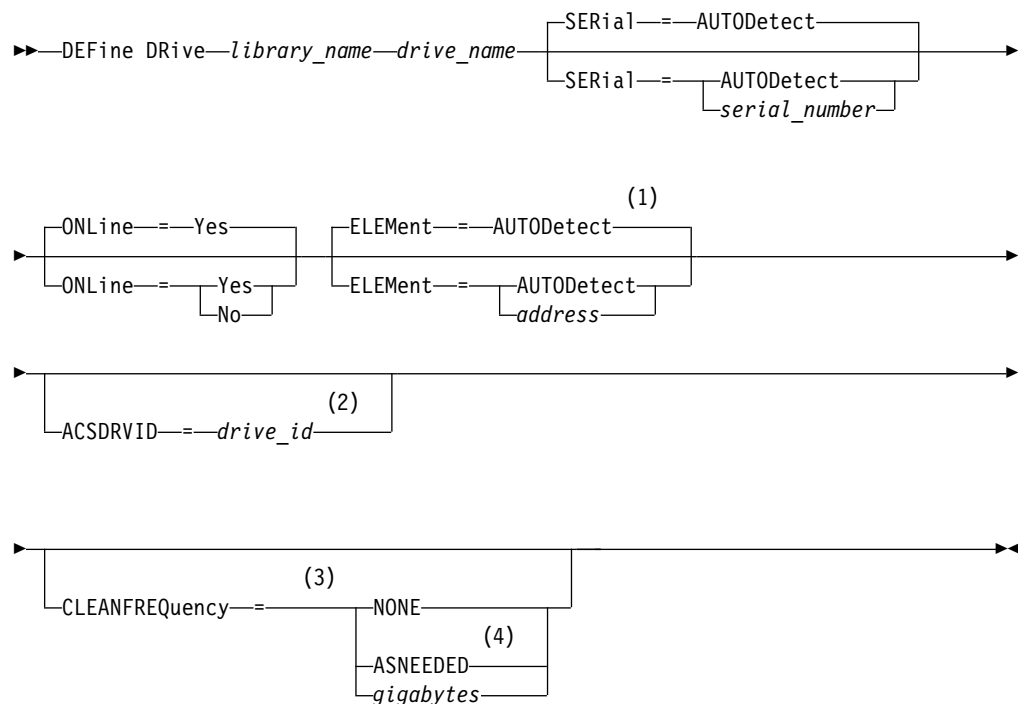 SERial = AUTODetect
DEFine DRive library_name drive_name
SERial = AUTODetect
serial_number
(1)
ONLine = Yes ELEMent = AUTODetect
ONLine = Yes ELEMent = AUTODetect
No address
(2)
ACSDRVID = drive_id
(3)
CLEANFREQuency = NONE
(4)
ASNEEDED
gigabytes